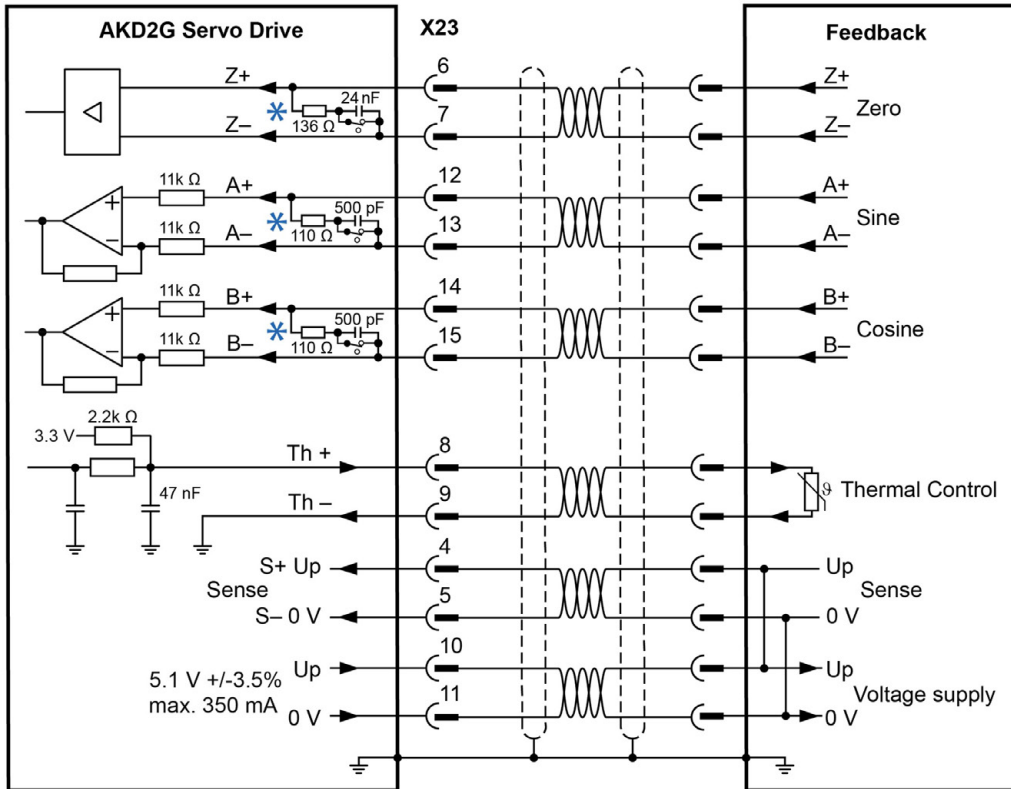 AKD2G Servo Drive
X23
Feedback
Z+
6
Z+
24 nF
*
136 Ω
Zero
Z–
7
Z–
11k Ω
A+
12
A+
500 pF
+
*
110 Ω
Sine
11k Ω
A–
13
A–
–
11k Ω
B+
14
B+
500 pF
+
*
110 Ω
Cosine
11k Ω
B–
15
B–
–
2.2k Ω
3.3 V
Th +
8
47 nF
ϑ Thermal Control
Th –
9
S+ Up
4
Up
Sense
Sense
S– 0 V
5
0 V
Up
10
Up
5.1 V +/-3.5%
max. 350 mA
Voltage supply
0 V
11
0 V